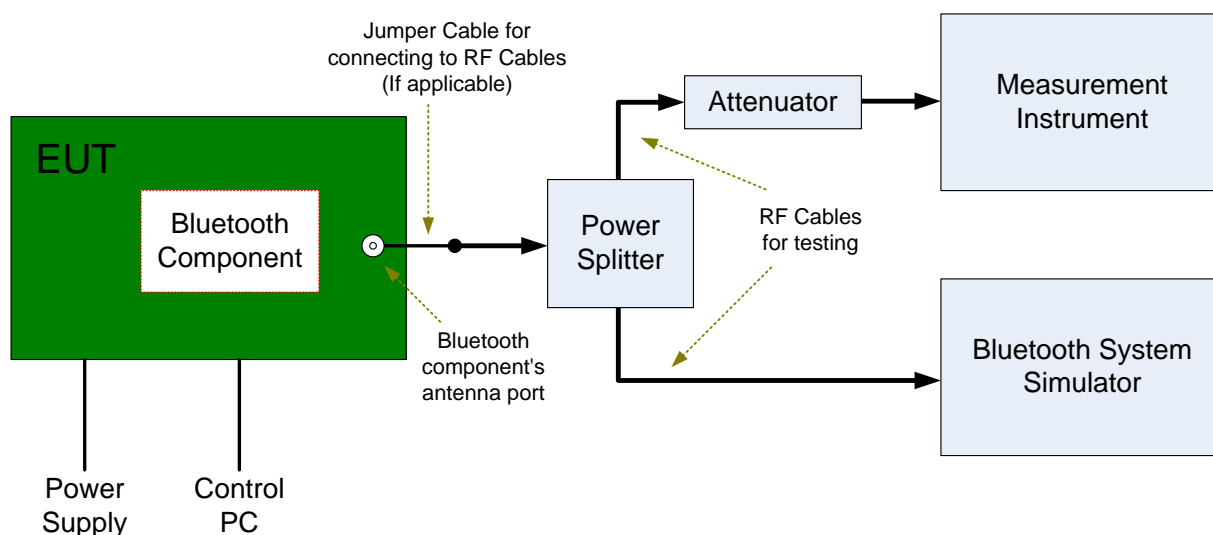 Jumper Cable for
connecting to RF Cables
(If applicable)
Attenuator
Measurement
Instrument
EUT
Bluetooth
Component
Power
Splitter
RF Cables
for testing
Bluetooth
component's
antenna port
Bluetooth System
Simulator
Power
Supply
Control
PC